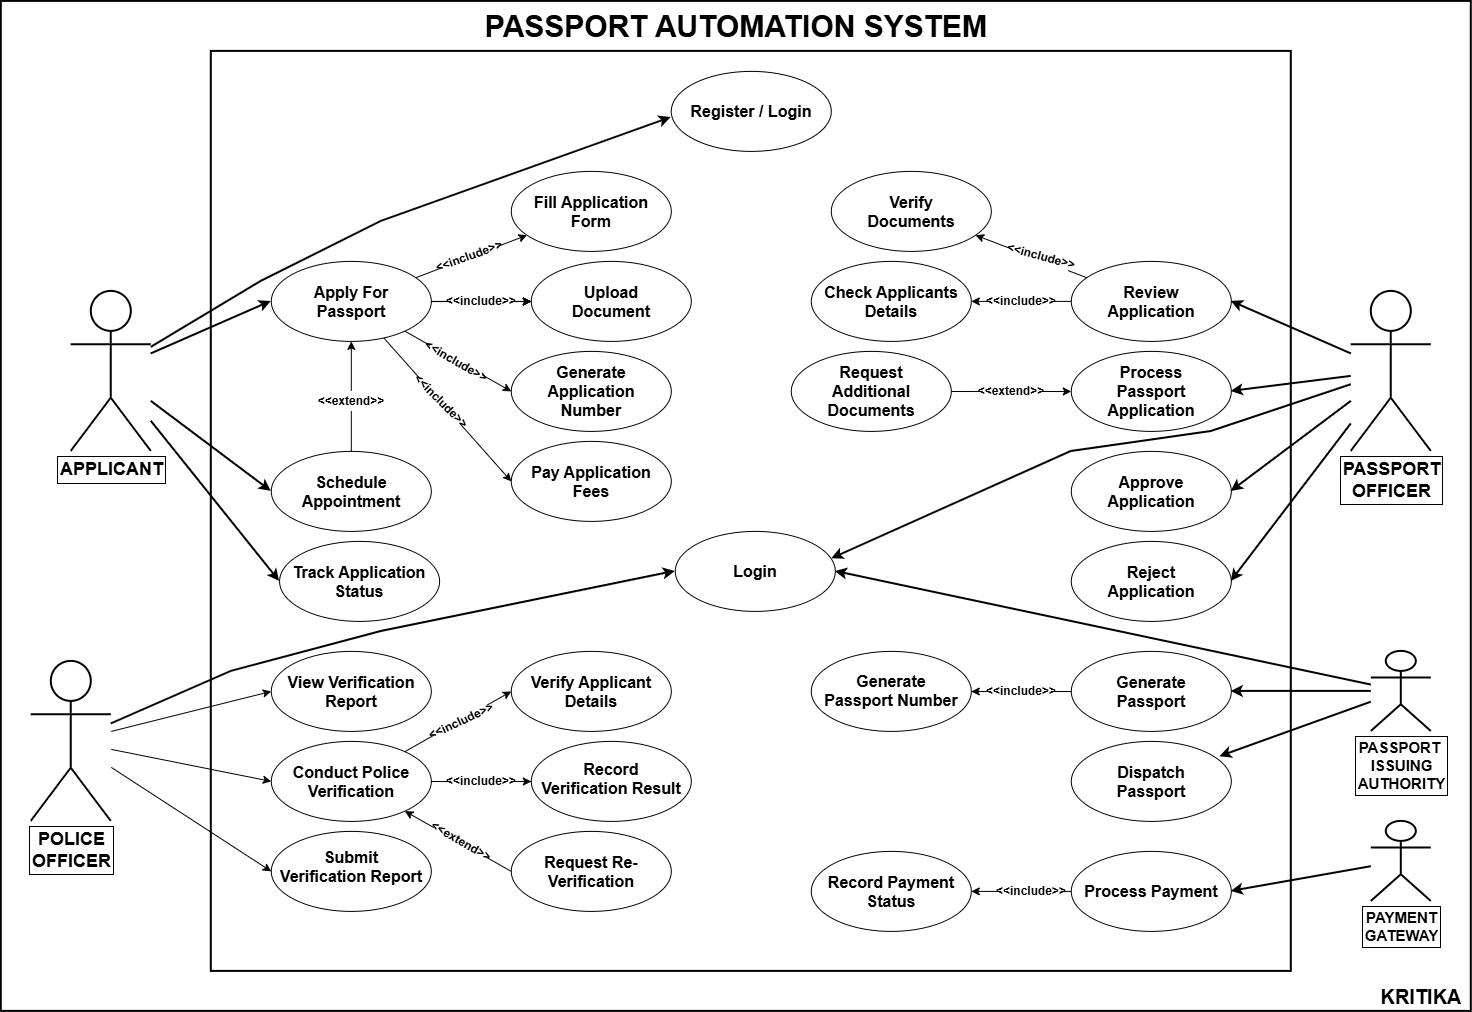 PASSPORT AUTOMATION SYSTEM
Register / Login
Fill Application
Form
<<include>>
Apply For
Passport
<<include>>
Upload
Document
<<include>>
Generate
Application
Number
<<include>>
<<extend>>
Schedule
Appointment
Pay Application
Fees
Track Application
Status
APPLICANT
Verify
Documents
<<include>>
Check Applicants
Details
<<include>>
Review
Application
Request
Additional
Documents
<<extend>>
Process
Passport
Application
Approve
Application
Reject
Application
PASSPORT
OFFICER
Login
View Verification
Report
Verify Applicant
Details
<<include>>
Conduct Police
Verification
<<include>>
Record
Verification Result
<<extend>>
Submit
Verification Report
Request Re-
Verification
POLICE
OFFICER
Generate
Passport Number
<<include>>
Generate
Passport
Dispatch
Passport
PASSPORT
ISSUING
AUTHORITY
Record Payment
Status
<<include>>
Process Payment
PAYMENT
GATEWAY
KRITIKA